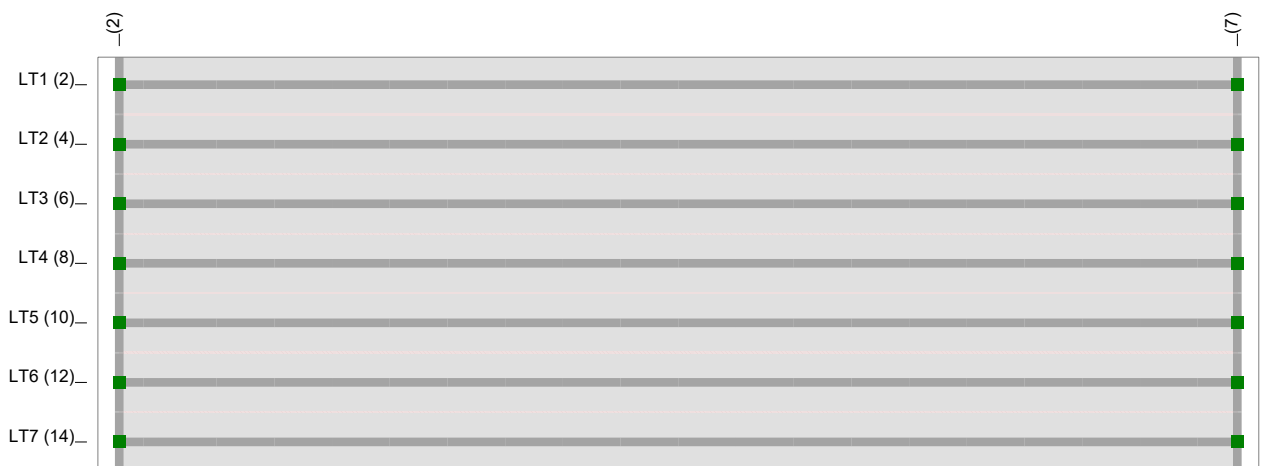 _(2)
_(7)
LT1 (2)_
LT2 (4)_
LT3 (6)_
LT4 (8)_
LT5 (10)_
LT6 (12)_
LT7 (14)_